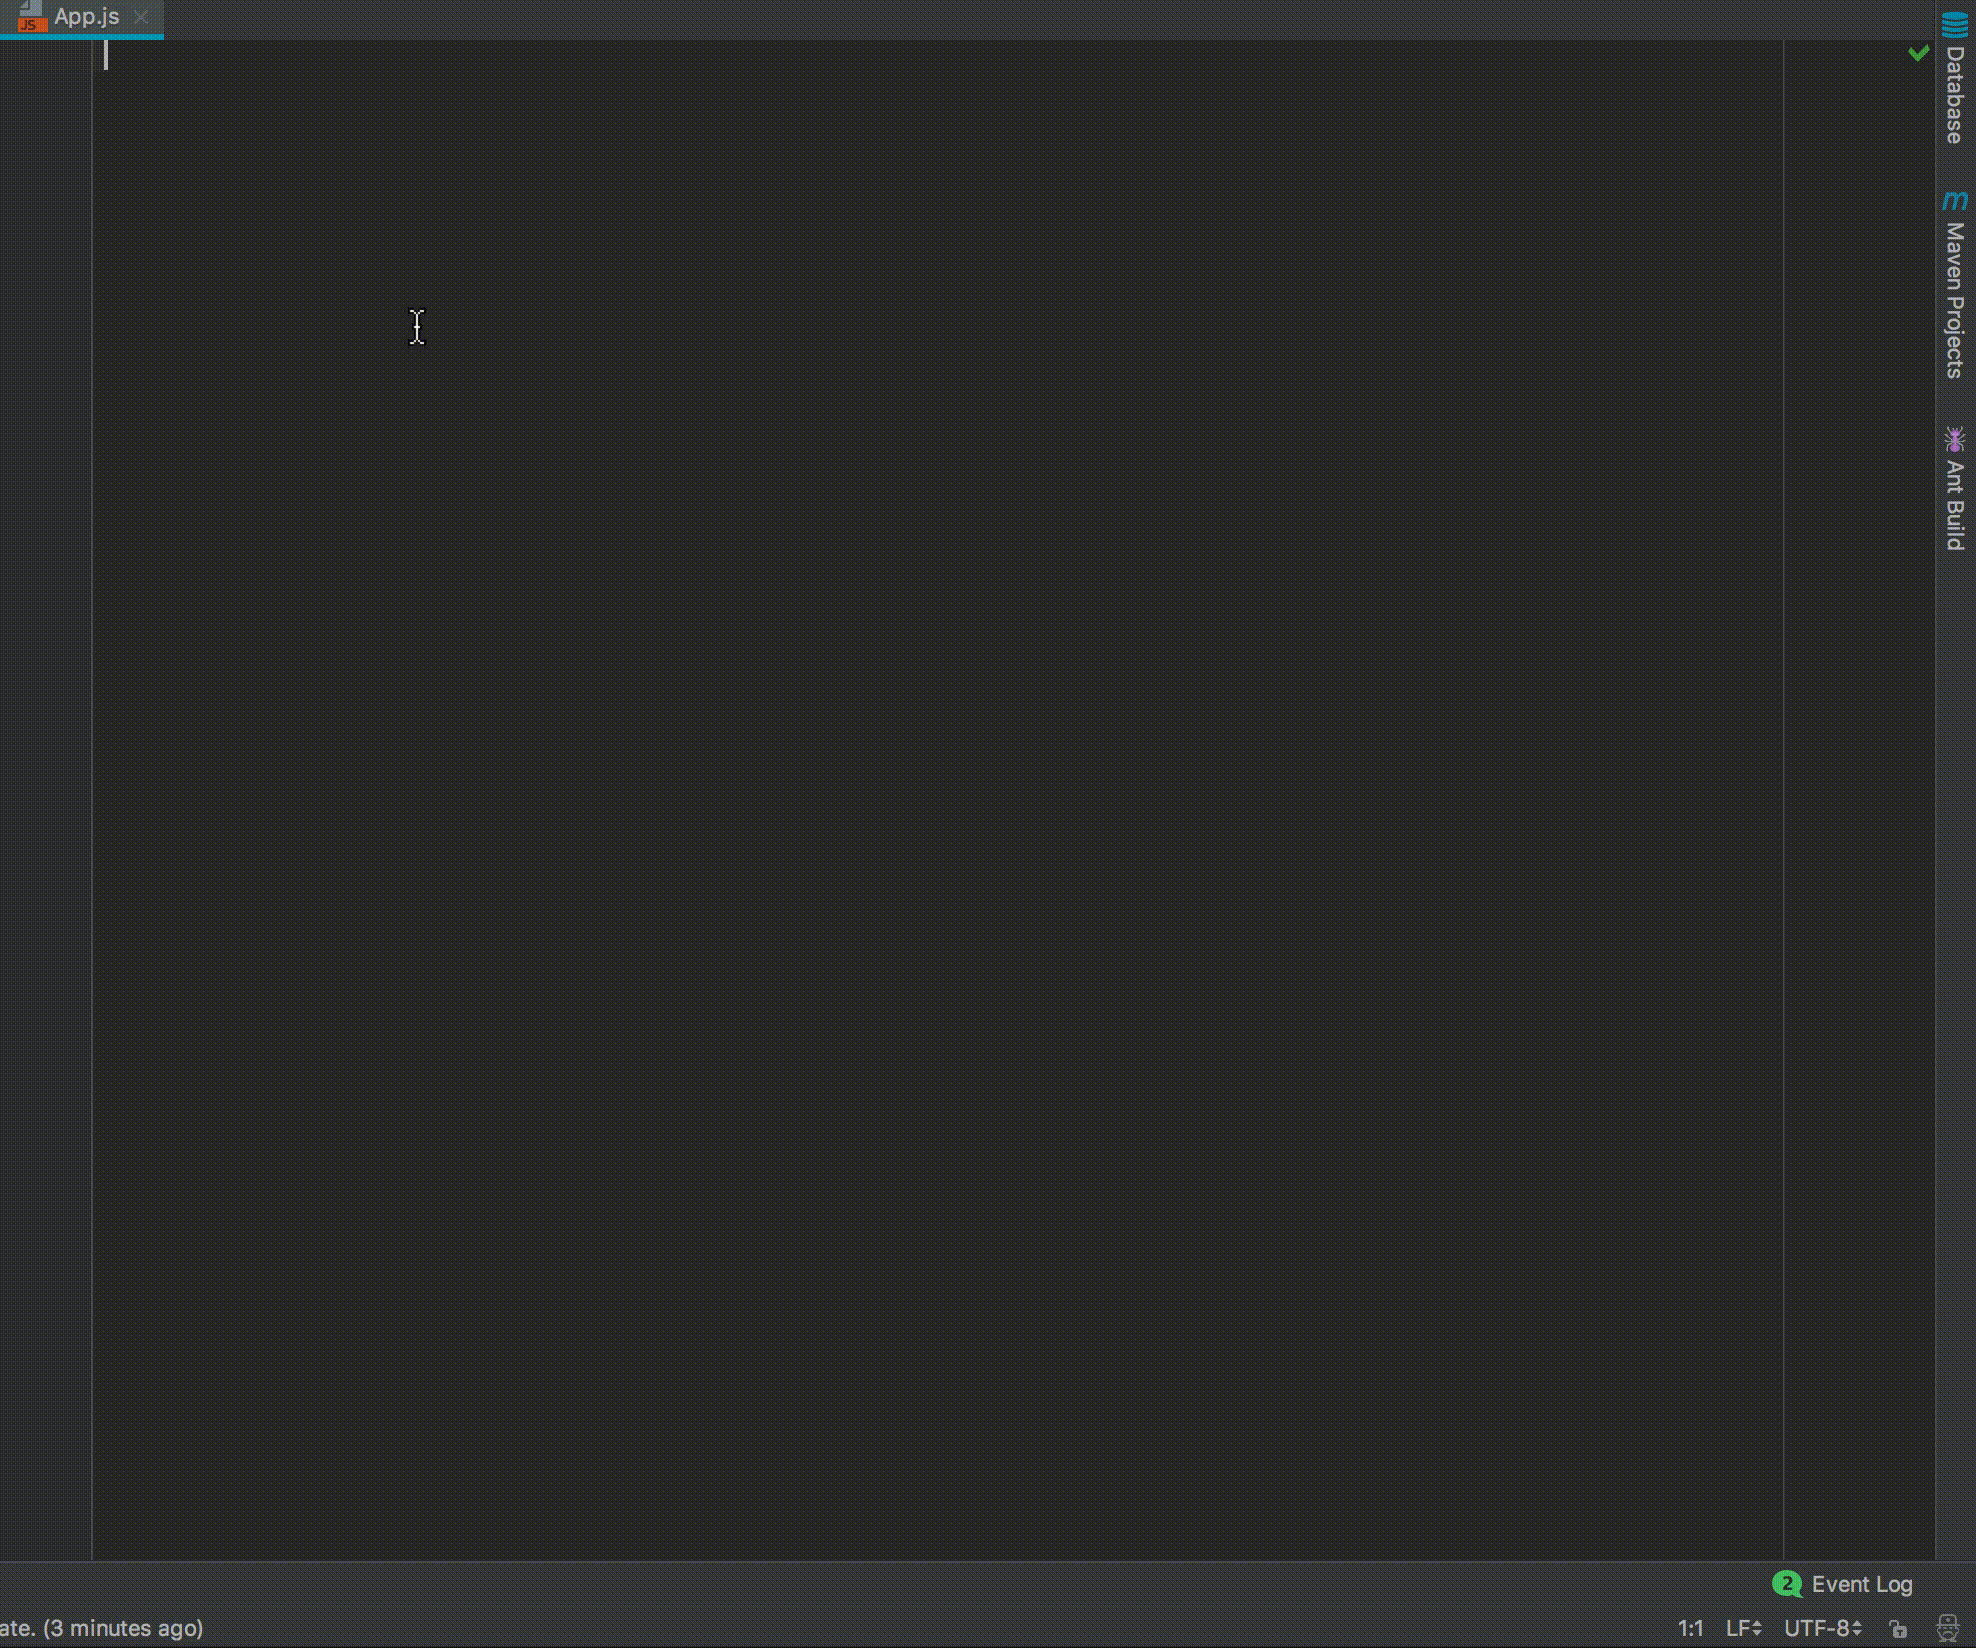 JS App.js
Database
m Maven Projects
Ant Build
2 Event Log
ate. (3 minutes ago) 1:1 LF UTF-8